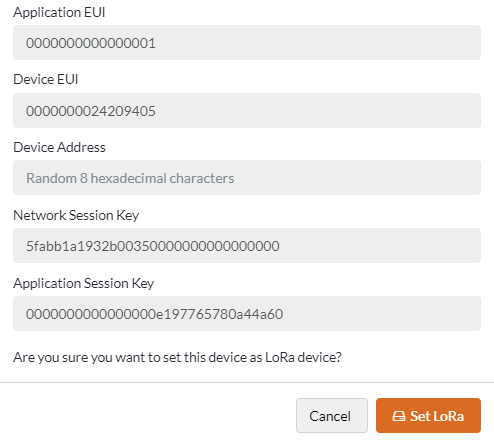 Application EUI
0000000000000001
Device EUI
0000000024209405
Device Address
Random 8 hexadecimal characters
Network Session Key
5fabb1a1932b00350000000000000000
Application Session Key
0000000000000000e197765780a44a60
Are you sure you want to set this device as LoRa device?
Cancel
Set LoRa